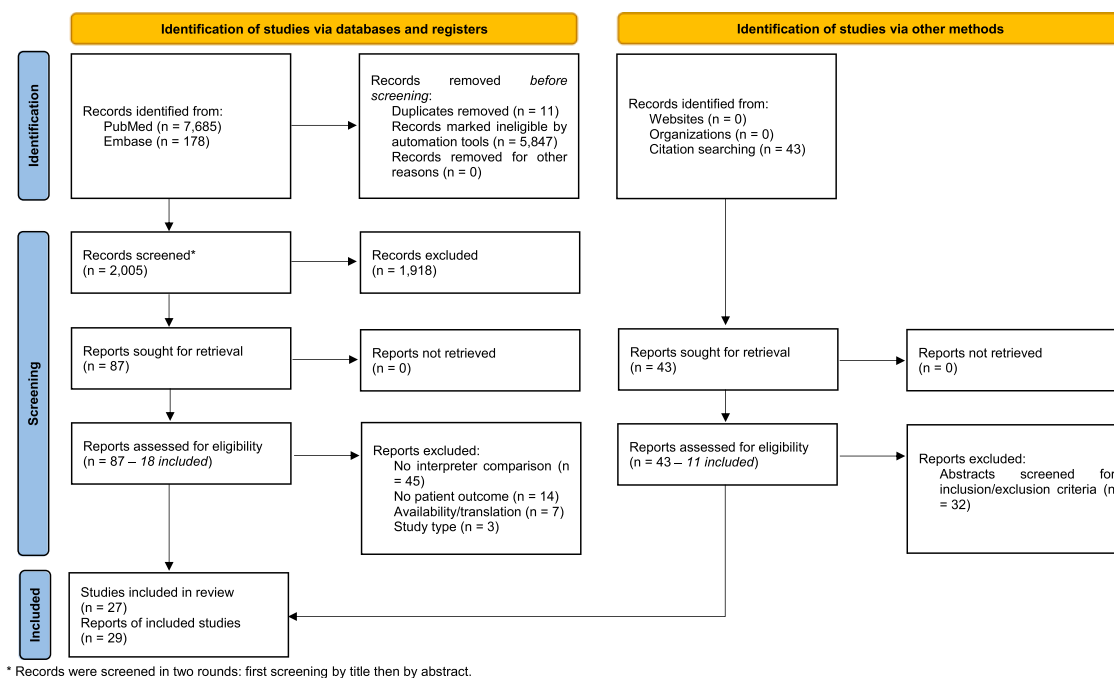 Identification of studies via databases and registers
Identification of studies via other methods
Identification
Records identified from:
PubMed (n = 7,685)
Embase (n = 178)
Records removed before
screening:
Duplicates removed (n = 11)
Records marked ineligible by
automation tools (n = 5,847)
Records removed for other
reasons (n = 0)
Records identified from:
Websites (n = 0)
Organizations (n = 0)
Citation searching (n = 43)
Screening
Records screened*
(n = 2,005)
Records excluded
(n = 1,918)
Reports sought for retrieval
(n = 87)
Reports not retrieved
(n = 0)
Reports sought for retrieval
(n = 43)
Reports not retrieved
(n = 0)
Reports assessed for eligibility
(n = 87 – 18 included)
Reports excluded:
No interpreter comparison (n
= 45)
No patient outcome (n = 14)
Availability/translation (n = 7)
Study type (n = 3)
Reports assessed for eligibility
(n = 43 – 11 included)
Reports excluded:
Abstracts screened for
inclusion/exclusion criteria (n
= 32)
Included
Studies included in review
(n = 27)
Reports of included studies
(n = 29)
* Records were screened in two rounds: first screening by title then by abstract.